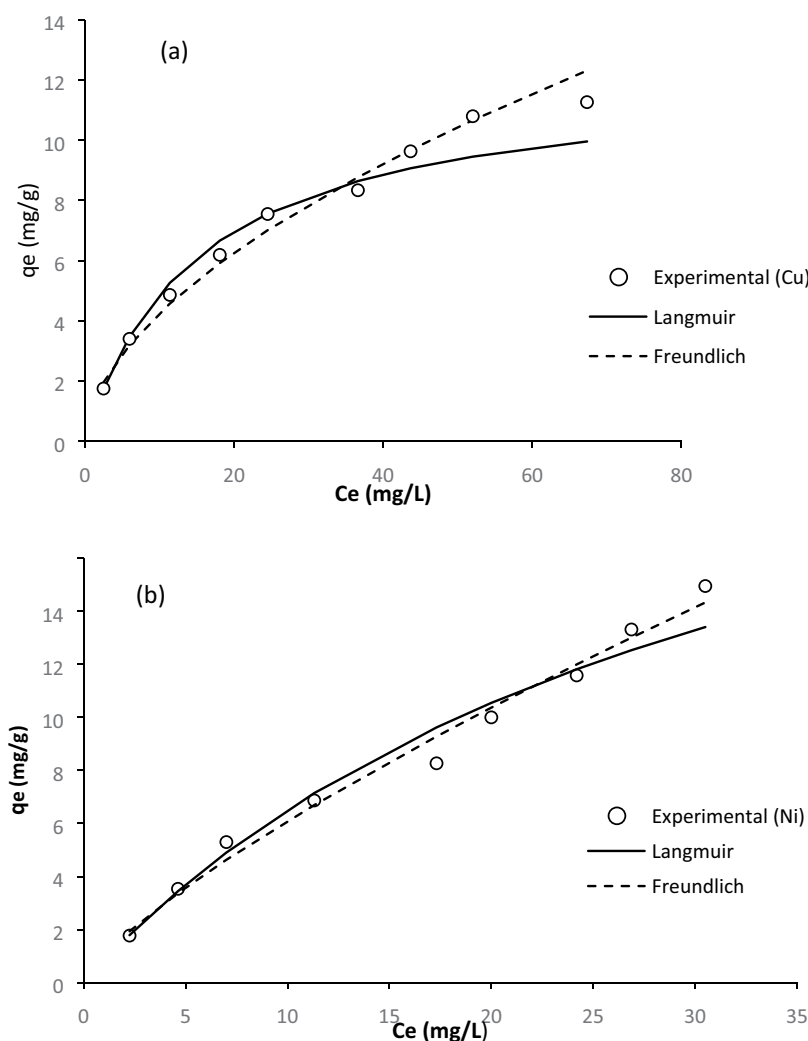 14
(a)
12
10
8
6
4
2
0
qe (mg/g)
Experimental (Cu)
Langmuir
Freundlich
0 20 40 60 80
Ce (mg/L)
(b)
14
12
10
8
6
4
2
0
qe (mg/g)
Experimental (Ni)
Langmuir
Freundlich
0 5 10 15 20 25 30 35
Ce (mg/L)